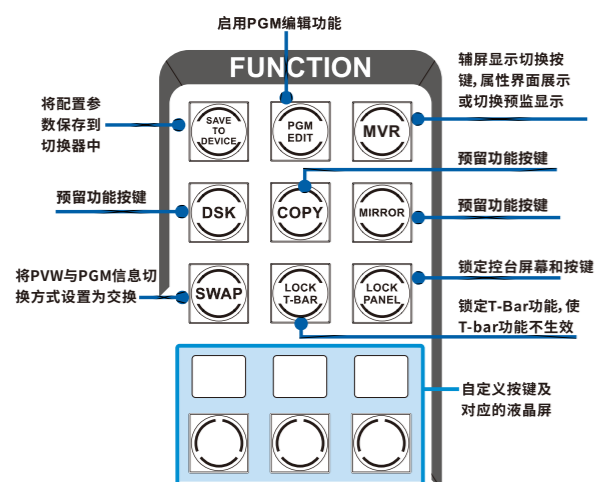 启用PGM编辑功能
FUNCTION
将配置参
数保存到
切换器中
SAVE
TO
DEVICE
PGM
EDIT
MVR
辅屏显示切换按
键,属性界面展示
或切换预监显示
预留功能按键
预留功能按键
DSK
COPY
MIRROR
预留功能按键
将PVW与PGM信息切
换方式设置为交换
SWAP
LOCK
T-BAR
LOCK
PANEL
锁定控台屏幕和按键
锁定T-Bar功能,使
T-bar功能不生效
自定义按键及
对应的液晶屏